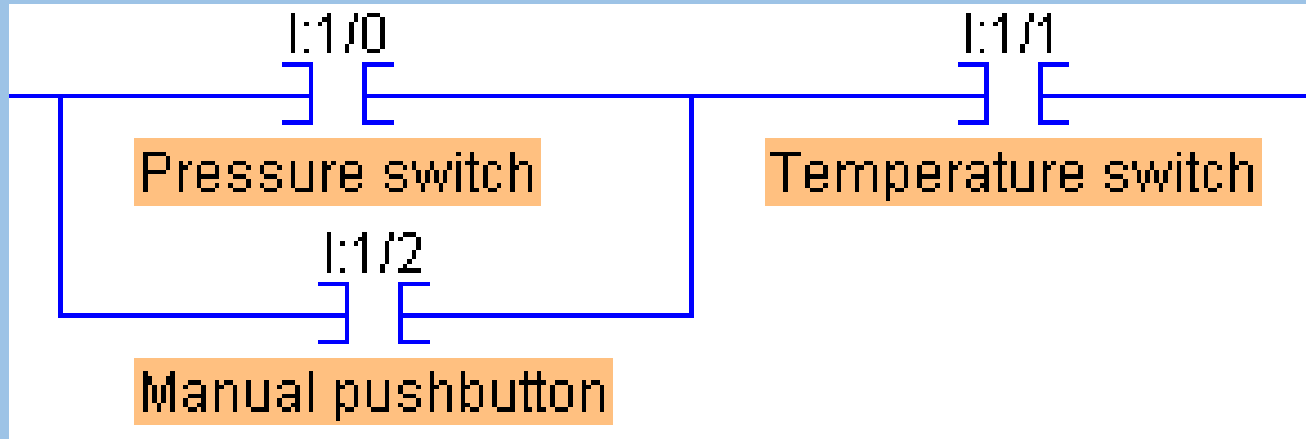 I:1/0
I:1/1
Pressure switch
Temperature switch
I:1/2
Manual pushbutton